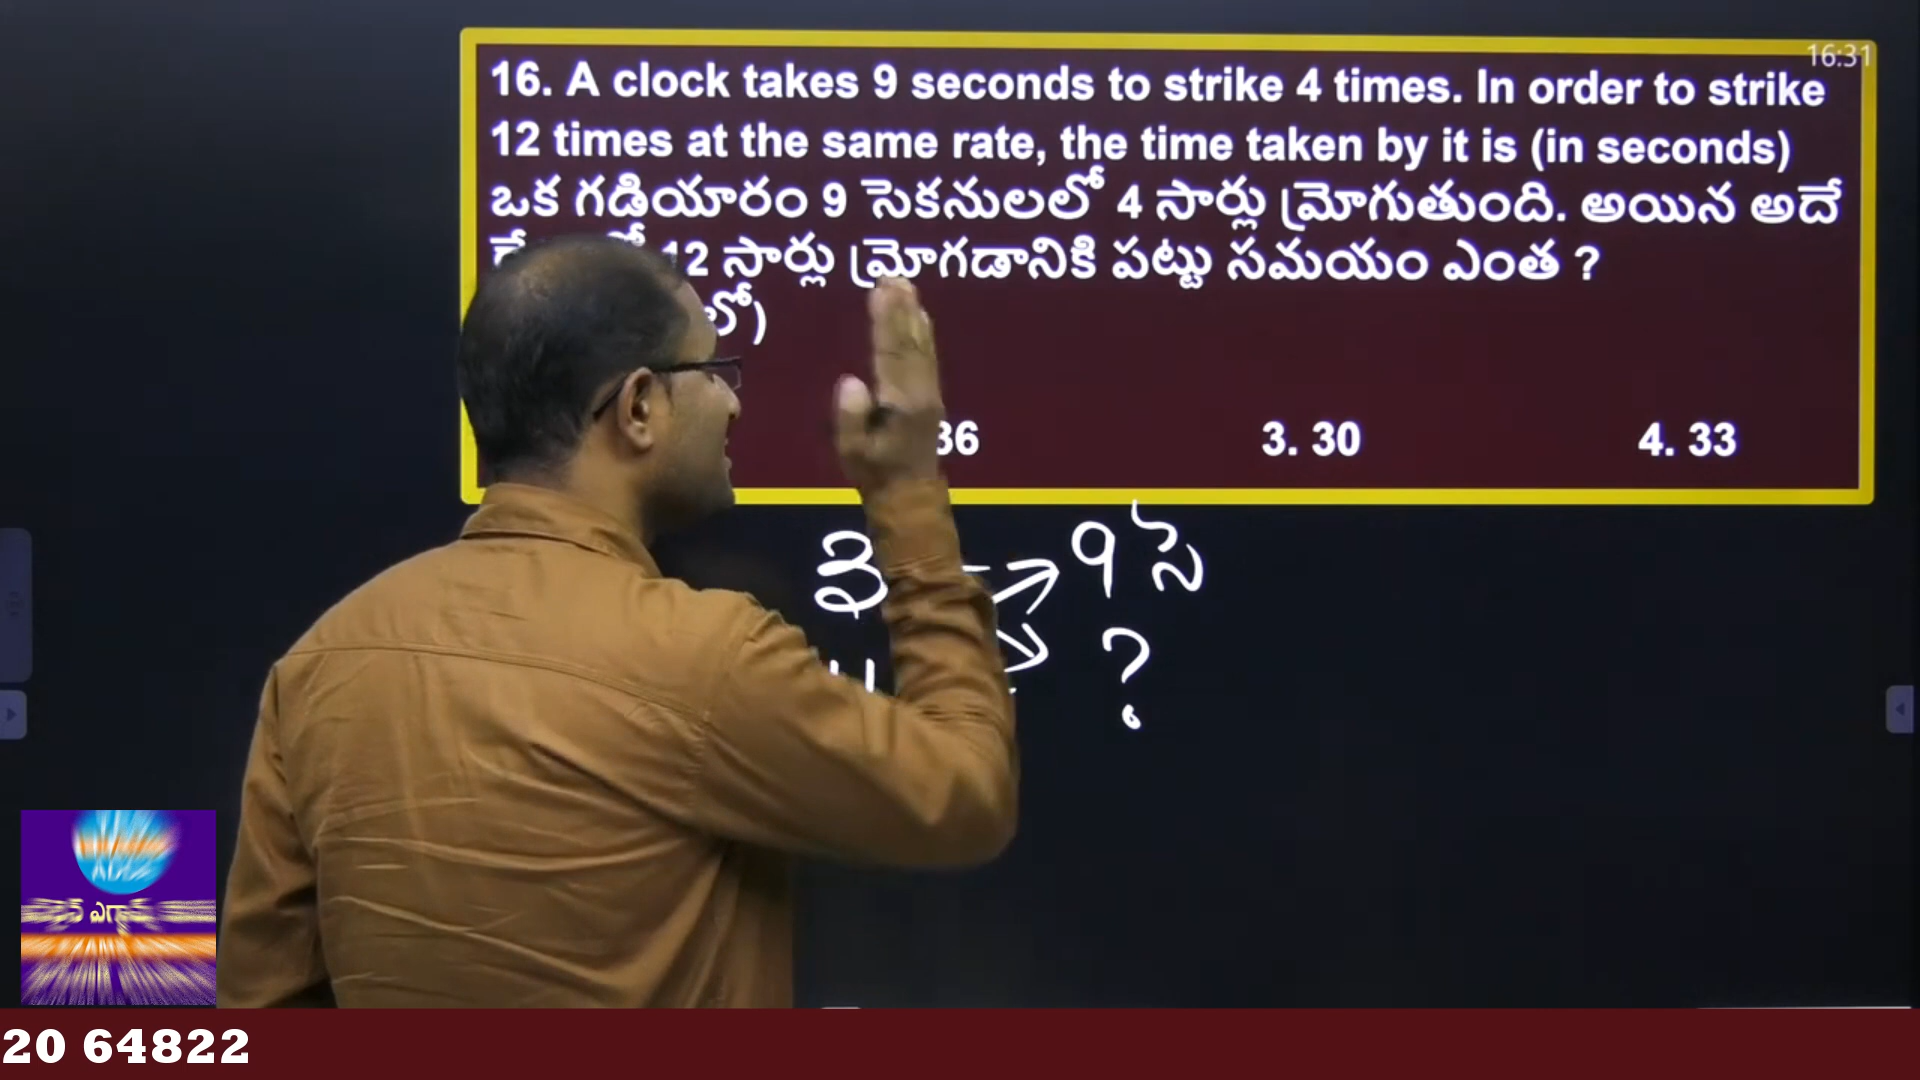 16:31
16. A clock takes 9 seconds to strike 4 times. In order to strike
12 times at the same rate, the time taken by it is (in seconds)
ఒక గడియారం 9 సెకనులలో 4 సార్లు మ్రోగుతుంది. అయిన అదే
12 సార్లు మ్రోగడానికి పట్టు సమయం ఎంత ?
లో)
36 3. 30 4. 33
3 → 9 సె
→ ?
20 64822